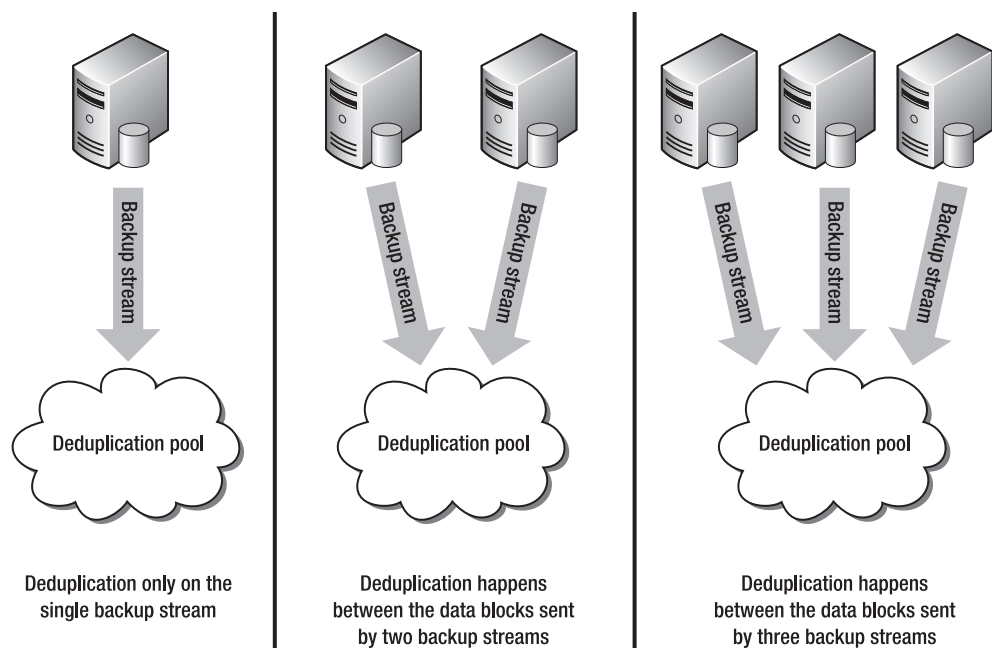 Backup stream
Deduplication pool
Deduplication only on the
single backup stream
Backup stream
Backup stream
Deduplication pool
Deduplication happens
between the data blocks sent
by two backup streams
Backup stream
Backup stream
Backup stream
Deduplication pool
Deduplication happens
between the data blocks sent
by three backup streams